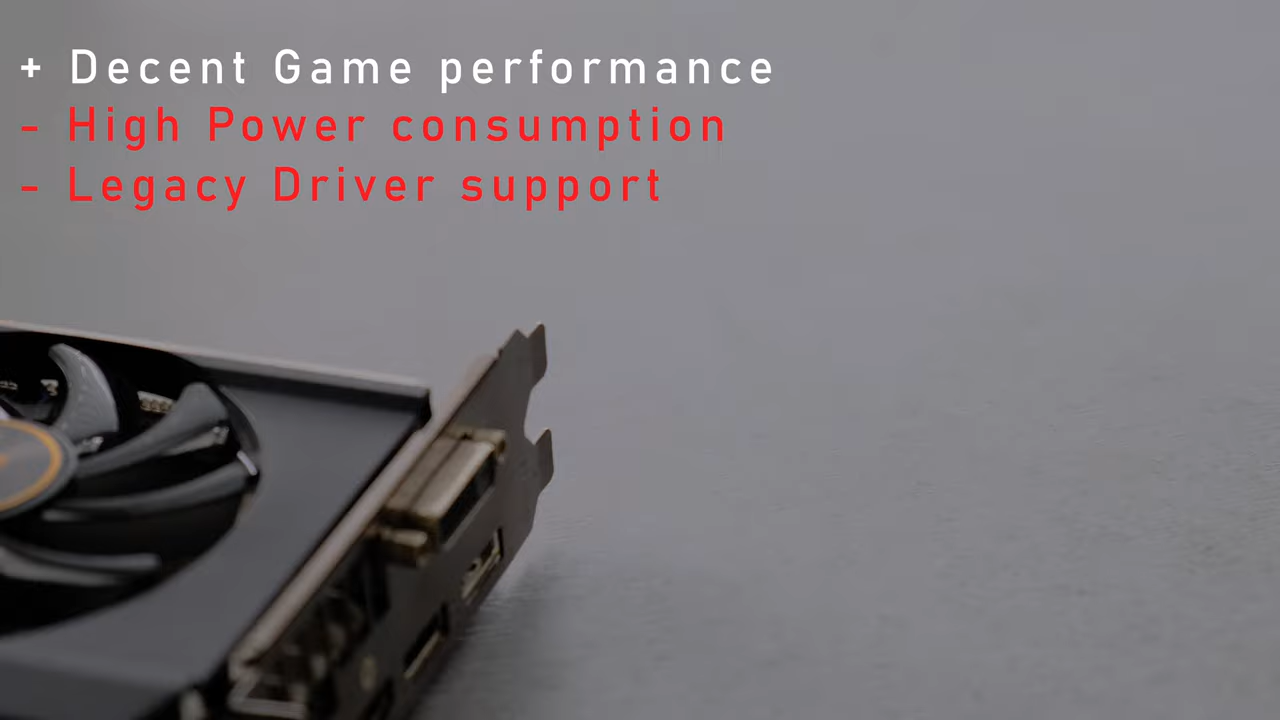 + Decent Game performance
- High Power consumption
- Legacy Driver support